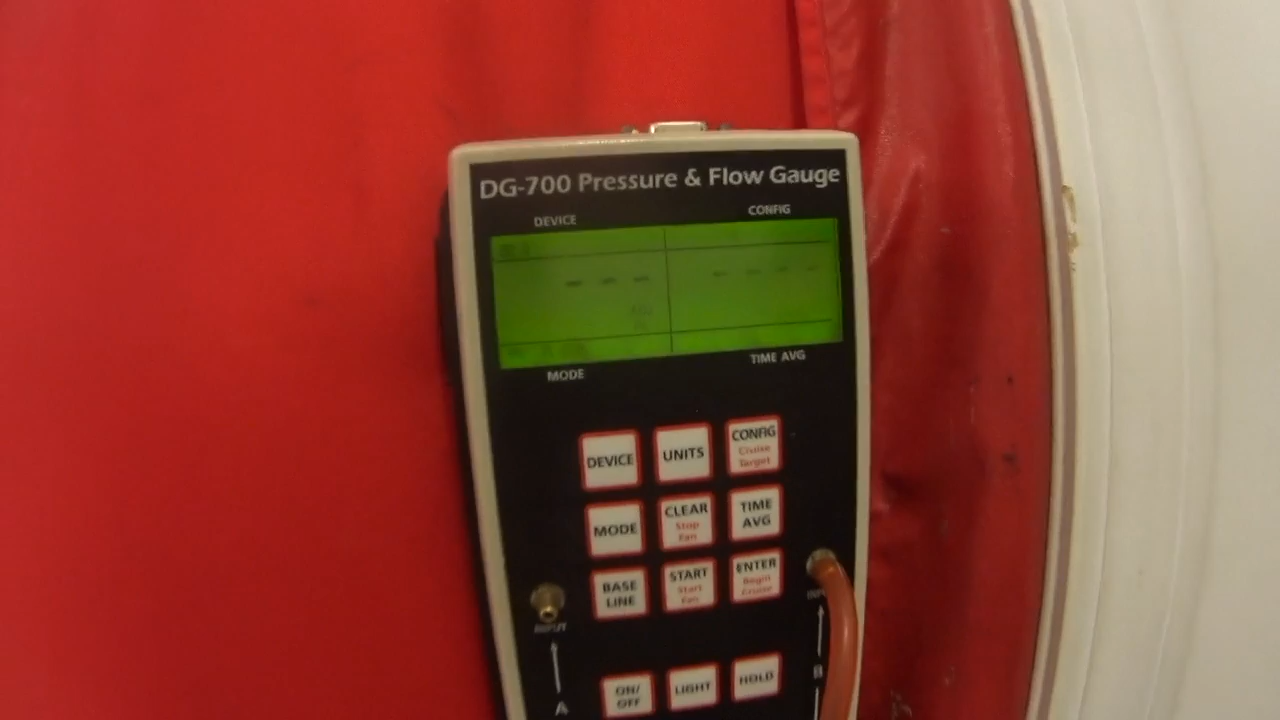 DG-700 Pressure & Flow Gauge
DEVICE CONFIG
- - - - - - -
MODE TIME AVG
DEVICE UNITS CONFIG Cruise Target
MODE CLEAR Stop Fan TIME AVG
BASE LINE START Start Fan ENTER Begin Cruise
INPUT
ON/OFF LIGHT HOLD
A B